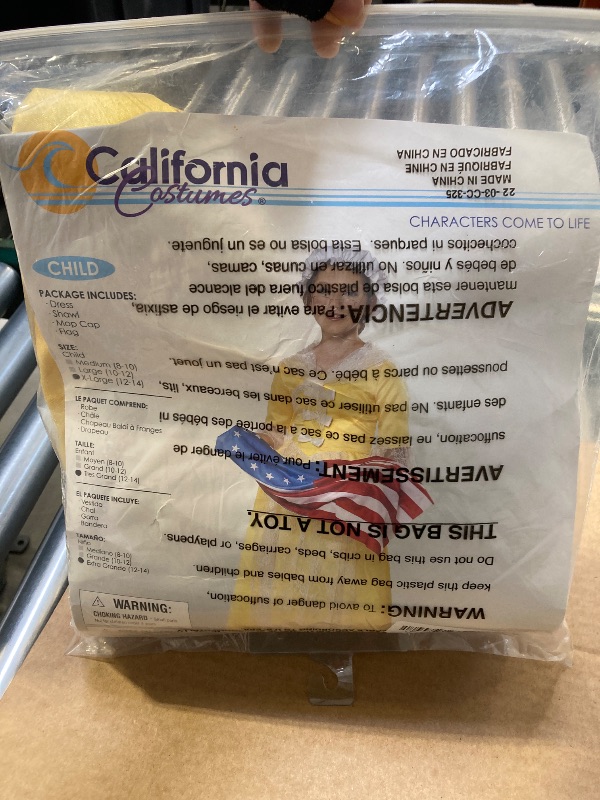 California
Costumes®
22-03-CC-325
MADE IN CHINA
FABRIQUÉ EN CHINE
FABRICADO EN CHINA
CHARACTERS COME TO LIFE
CHILD
PACKAGE INCLUDES:
· Dress
· Shawl
· Mop Cap
· Flag
SIZE:
Child
Medium (8-10)
Large (10-12)
X-Large (12-14)
LE PAQUET COMPREND:
· Robe
· Châle
· Chapeau Balai à Franges
· Drapeau
TAILLE:
Enfant
Moyen (8-10)
Grand (10-12)
Tres Grand (12-14)
EL PAQUETE INCLUYE:
· Vestido
· Chal
· Gorra
· Bandera
TAMAÑO:
Niño
Mediano (8-10)
Grande (10-12)
Extra Grande (12-14)
WARNING:
CHOKING HAZARD
WARNING: To avoid danger of suffocation,
keep this plastic bag away from babies and children.
Do not use this bag in cribs, beds, carriages, or playpens.
THIS BAG IS NOT A TOY.
AVERTISSEMENT: Pour le éviter le danger de
suffocation, ne laissez pas ce sac a la portée des bébés ni
des enfants. Ne pas utiliser ce sac dans les berceaux, lits,
poussettes ou parcs à bébé. Ce sac n'est pas un jouet.
ADVERTENCIA: Para evitar el riesgo de asfixia,
mantener esta bolsa de plástico fuera del alcance
de bebés y niños. No utilizar en cunas, camas,
cochecitos ni parques. Esta bolsa no es un juguete.